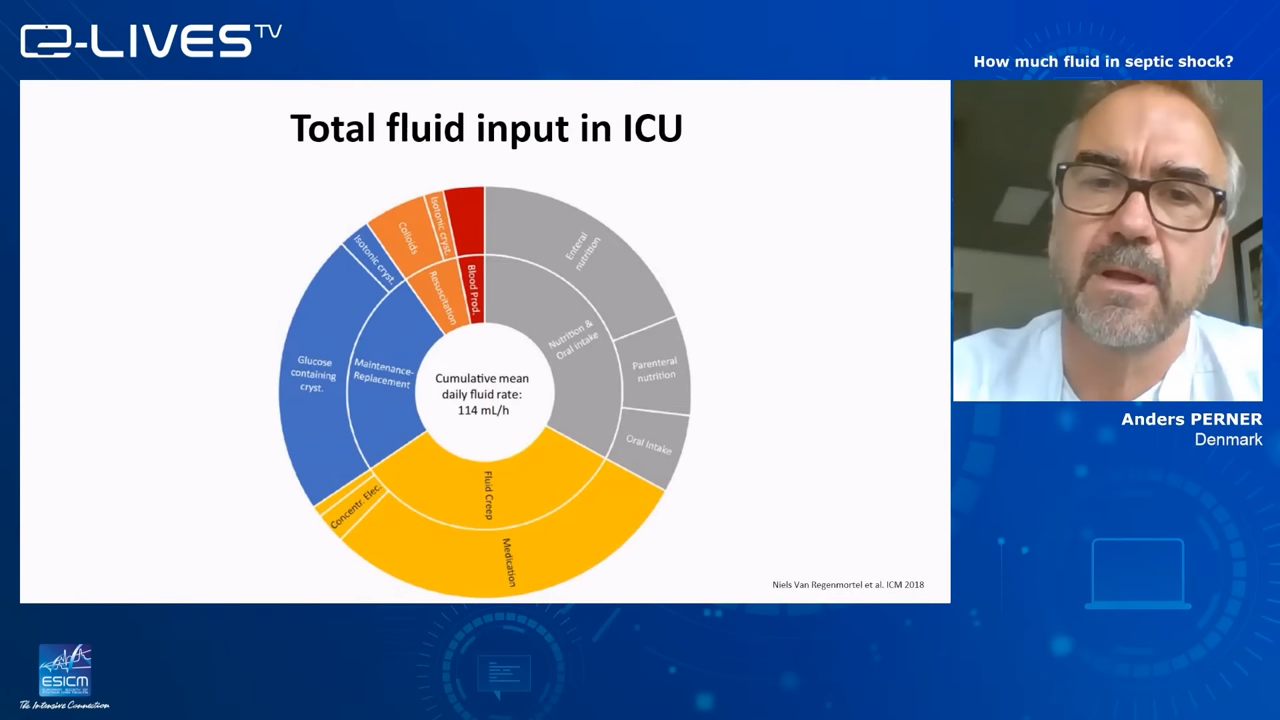 e-LIVES TV
How much fluid in septic shock?
Total fluid input in ICU
Enteral
nutrition
Parenteral
nutrition
Oral Intake
Nutrition &
Oral intake
Medication
Fluid Creep
Concentr. Elec.
Glucose
containing
cryst.
Maintenance-
Replacement
Isotonic cryst.
Colloids
Isotonic cryst.
Resuscitation
Blood Prod.
Cumulative mean
daily fluid rate:
114 mL/h
Niels Van Regenmortel et al. ICM 2018
Anders PERNER
Denmark
ESICM
The Intensive Connection